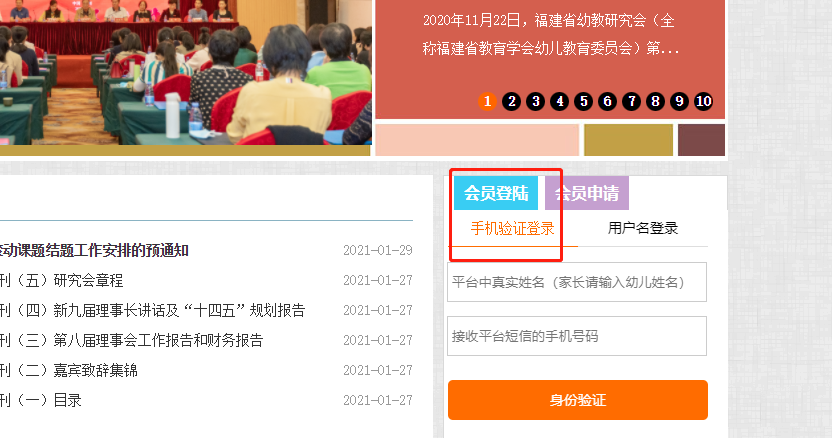 2020年11月22日，福建省幼教研究会（全
称福建省教育学会幼儿教育委员会）第...
1 2 3 4 5 6 7 8 9 10
动课题结题工作安排的预通知 2021-01-29
刊（五）研究会章程 2021-01-27
刊（四）新九届理事长讲话及“十四五”规划报告 2021-01-27
刊（三）第八届理事会工作报告和财务报告 2021-01-27
刊（二）嘉宾致辞集锦 2021-01-27
刊（一）目录 2021-01-27
会员登陆 会员申请
手机验证登录 用户名登录
平台中真实姓名（家长请输入幼儿姓名）
接收平台短信的手机号码
身份验证